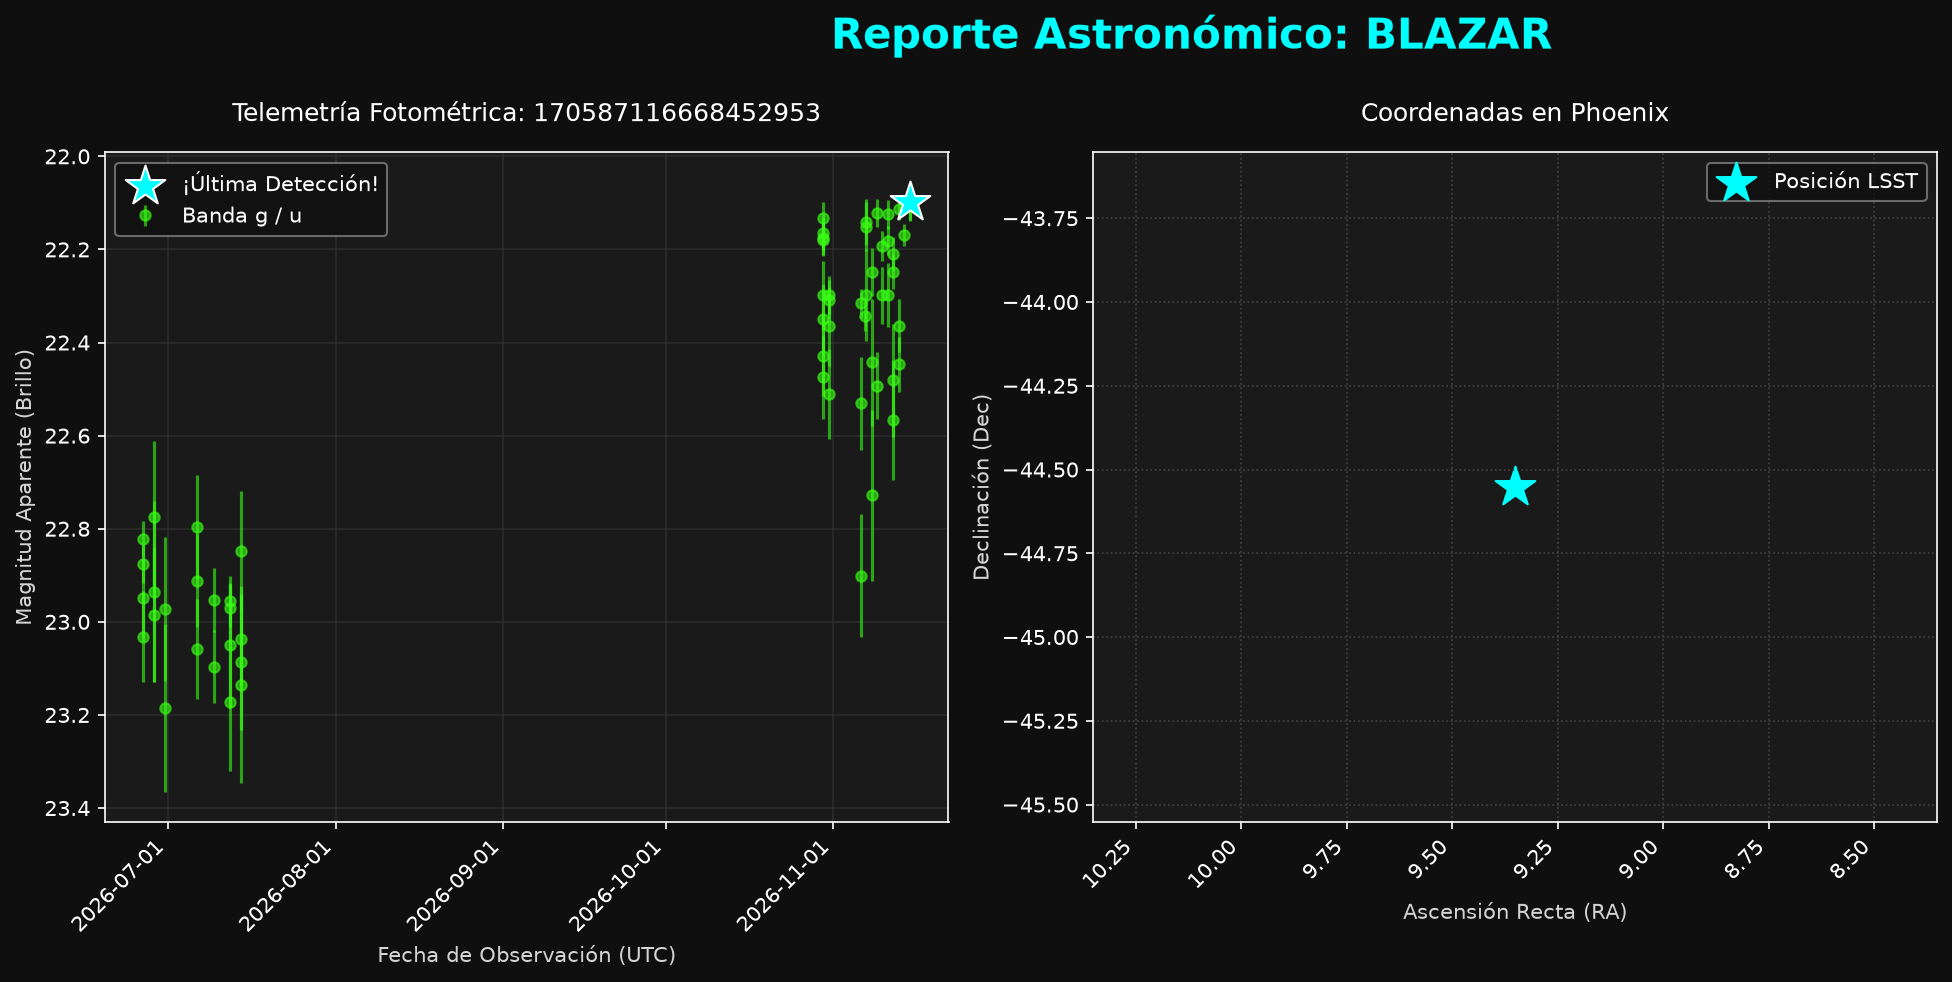 Reporte Astronómico: BLAZAR
Telemetría Fotométrica: 170587116668452953
¡Última Detección!
Banda g / u
Magnitud Aparente (Brillo)
22.0
22.2
22.4
22.6
22.8
23.0
23.2
23.4
2026-07-01
2026-08-01
2026-09-01
2026-10-01
2026-11-01
Fecha de Observación (UTC)
Coordenadas en Phoenix
Posición LSST
Declinación (Dec)
−43.75
−44.00
−44.25
−44.50
−44.75
−45.00
−45.25
−45.50
10.25
10.00
9.75
9.50
9.25
9.00
8.75
8.50
Ascensión Recta (RA)